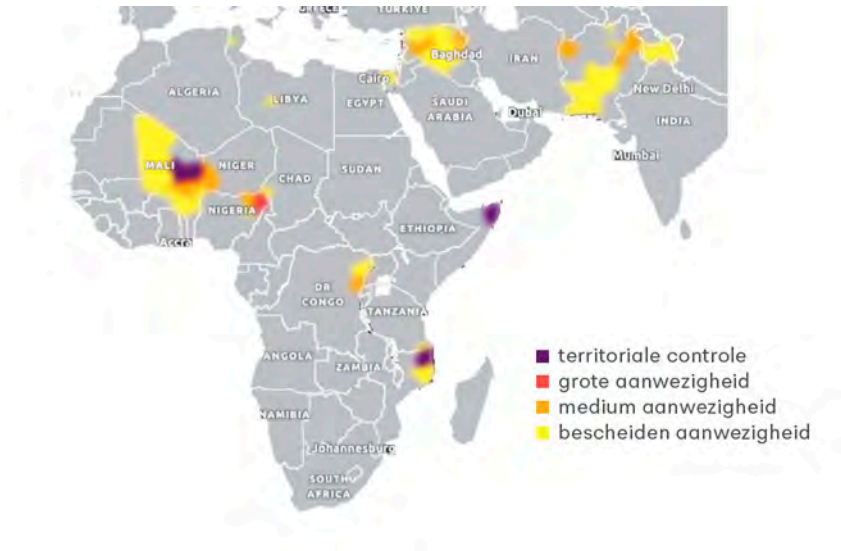 GREECE
TÜRKIYE
Baghdad
IRAN
Cairo
ALGERIA
LIBYA
EGYPT
SAUDI
ARABIA
Dubai
New Delhi
INDIA
Mumbai
MALI
NIGER
CHAD
SUDAN
NIGERIA
ETHIOPIA
Accra
DR
CONGO
TANZANIA
territoriale controle
grote aanwezigheid
medium aanwezigheid
bescheiden aanwezigheid
ANGOLA
ZAMBIA
NAMIBIA
Johannesburg
SOUTH
AFRICA